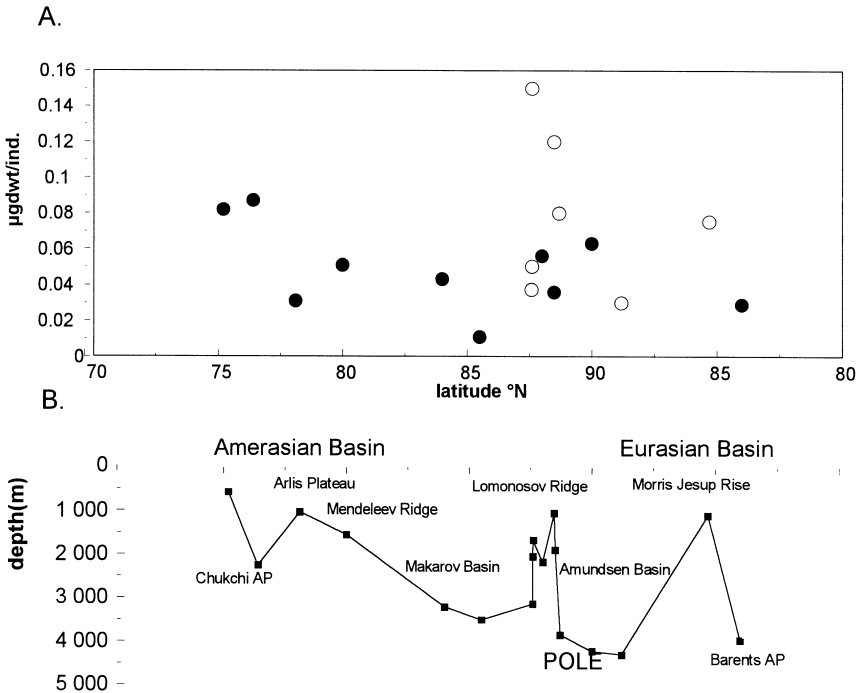 A.
0.16
0.14
0.12
0.1
0.08
0.06
0.04
0.02
0
µgdwt/ind.
70 75 80 85 90 85 80
latitude °N
B.
Amerasian Basin Eurasian Basin
0
1 000
2 000
3 000
4 000
5 000
depth(m)
Arlis Plateau
Lomonosov Ridge
Morris Jesup Rise
Mendeleev Ridge
Makarov Basin
Amundsen Basin
Chukchi AP
POLE
Barents AP